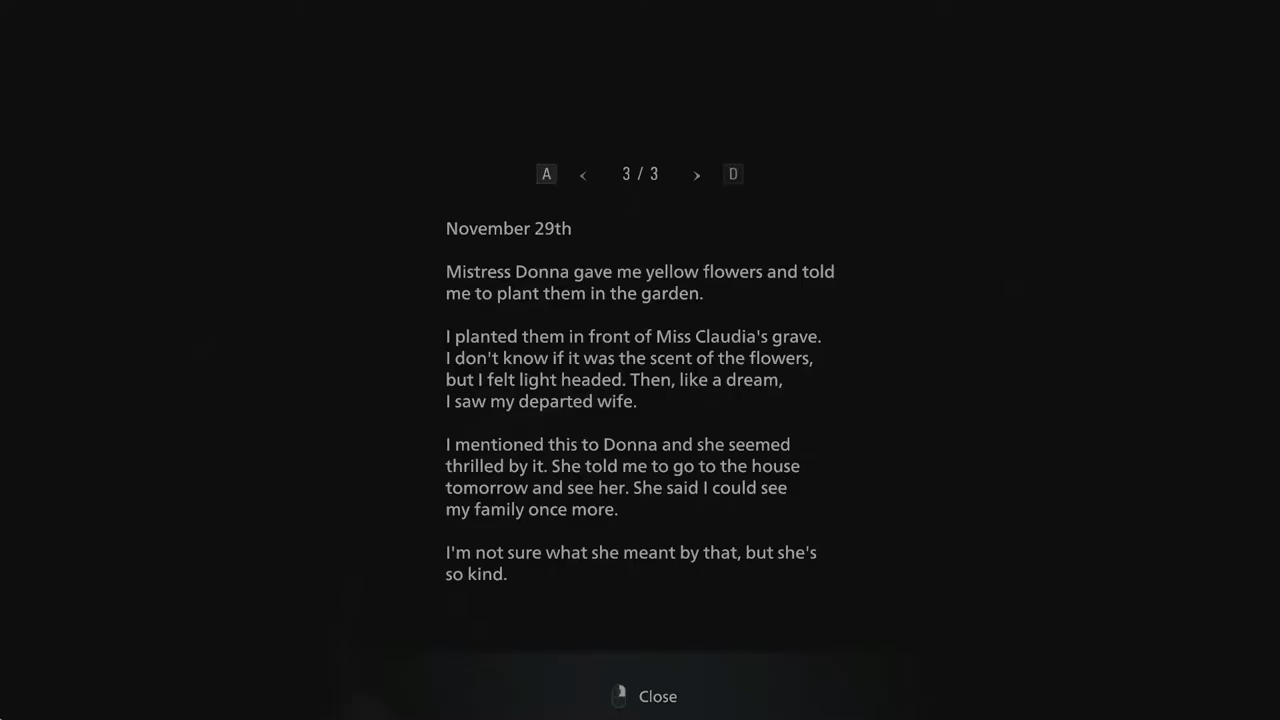 A < 3 / 3 > D
November 29th
Mistress Donna gave me yellow flowers and told
me to plant them in the garden.
I planted them in front of Miss Claudia's grave.
I don't know if it was the scent of the flowers,
but I felt light headed. Then, like a dream,
I saw my departed wife.
I mentioned this to Donna and she seemed
thrilled by it. She told me to go to the house
tomorrow and see her. She said I could see
my family once more.
I'm not sure what she meant by that, but she's
so kind.
Close